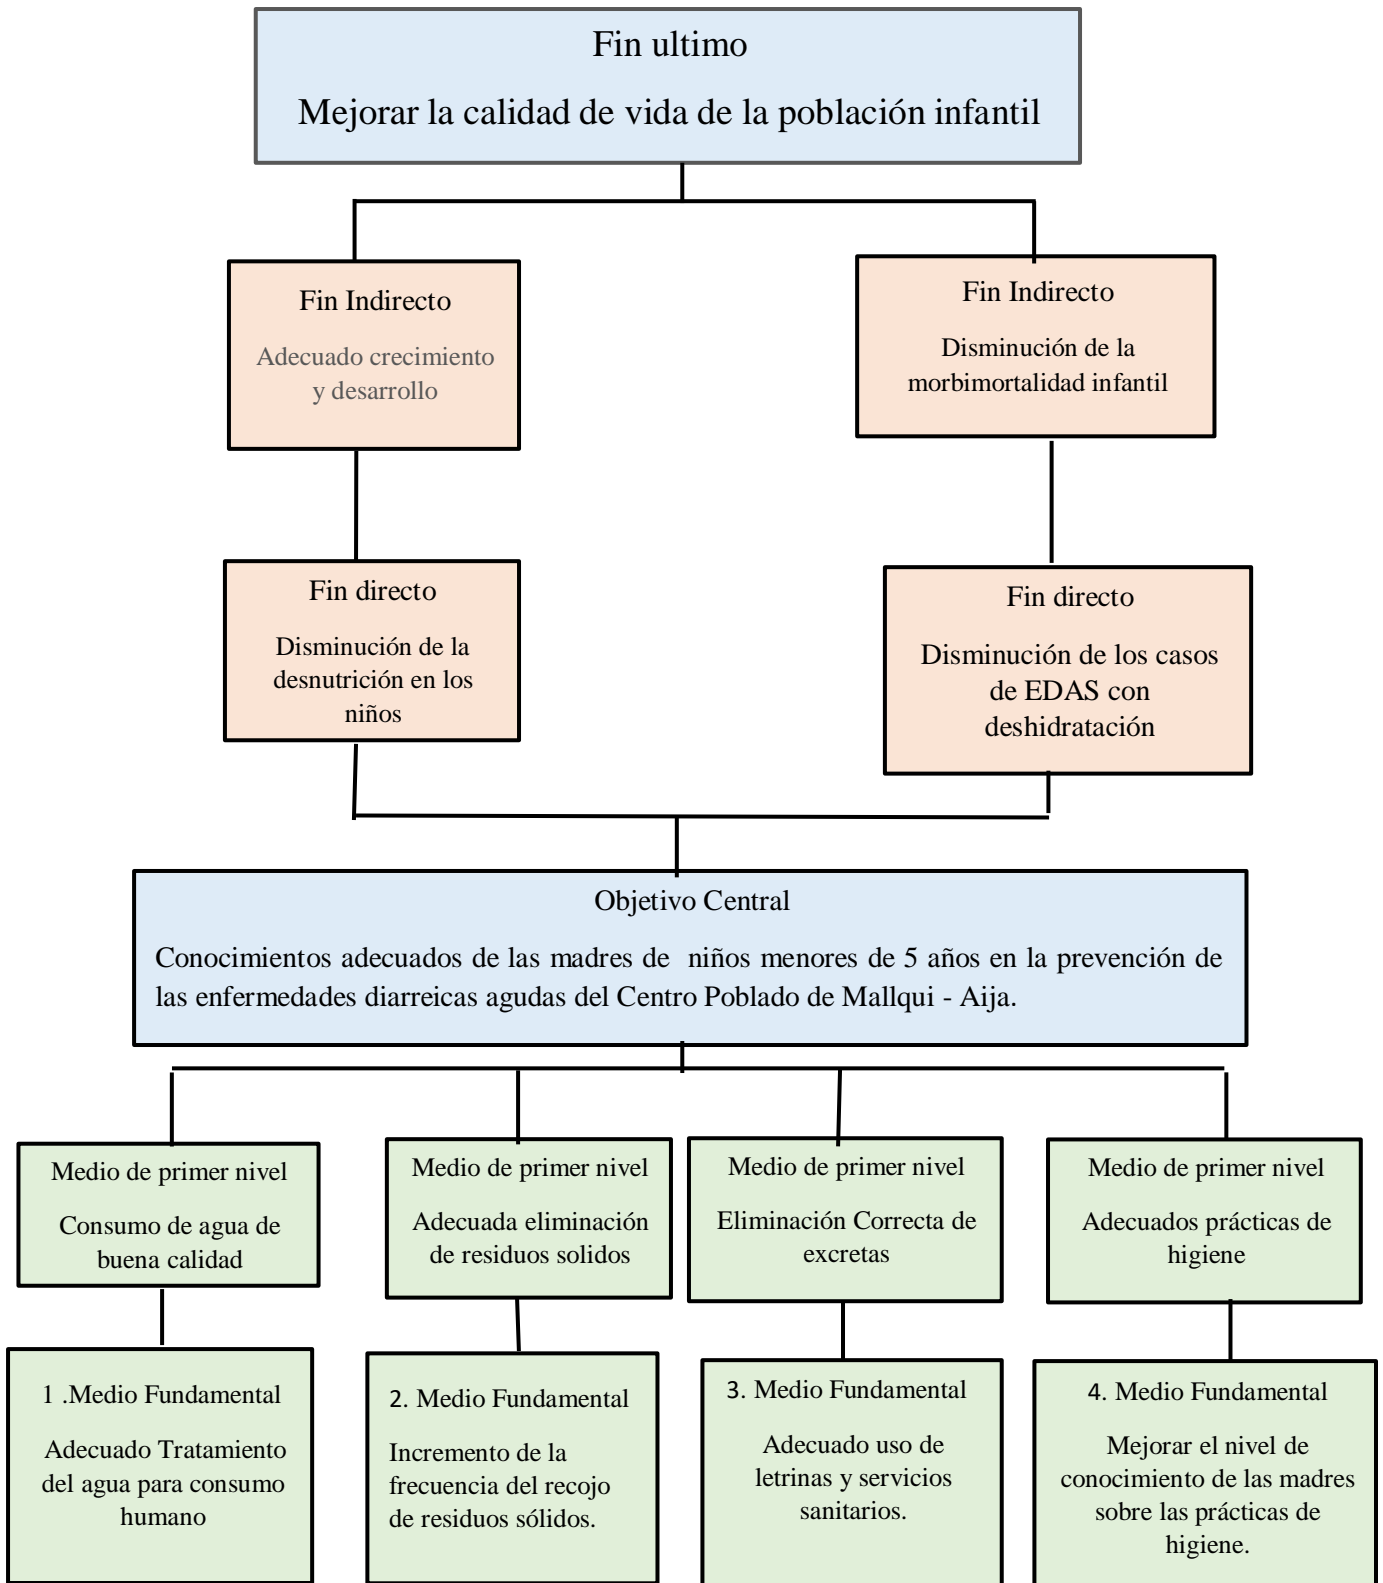 Fin ultimo
Mejorar la calidad de vida de la población infantil
Fin Indirecto
Adecuado crecimiento
y desarrollo
Fin Indirecto
Disminución de la
morbimortalidad infantil
Fin directo
Disminución de la
desnutrición en los
niños
Fin directo
Disminución de los casos
de EDAS con
deshidratación
Objetivo Central
Conocimientos adecuados de las madres de niños menores de 5 años en la prevención de
las enfermedades diarreicas agudas del Centro Poblado de Mallqui - Aija.
Medio de primer nivel
Consumo de agua de
buena calidad
Medio de primer nivel
Adecuada eliminación
de residuos solidos
Medio de primer nivel
Eliminación Correcta de
excretas
Medio de primer nivel
Adecuados prácticas de
higiene
1 .Medio Fundamental
Adecuado Tratamiento
del agua para consumo
humano
2. Medio Fundamental
Incremento de la
frecuencia del recojo
de residuos sólidos.
3. Medio Fundamental
Adecuado uso de
letrinas y servicios
sanitarios.
4. Medio Fundamental
Mejorar el nivel de
conocimiento de las madres
sobre las prácticas de
higiene.